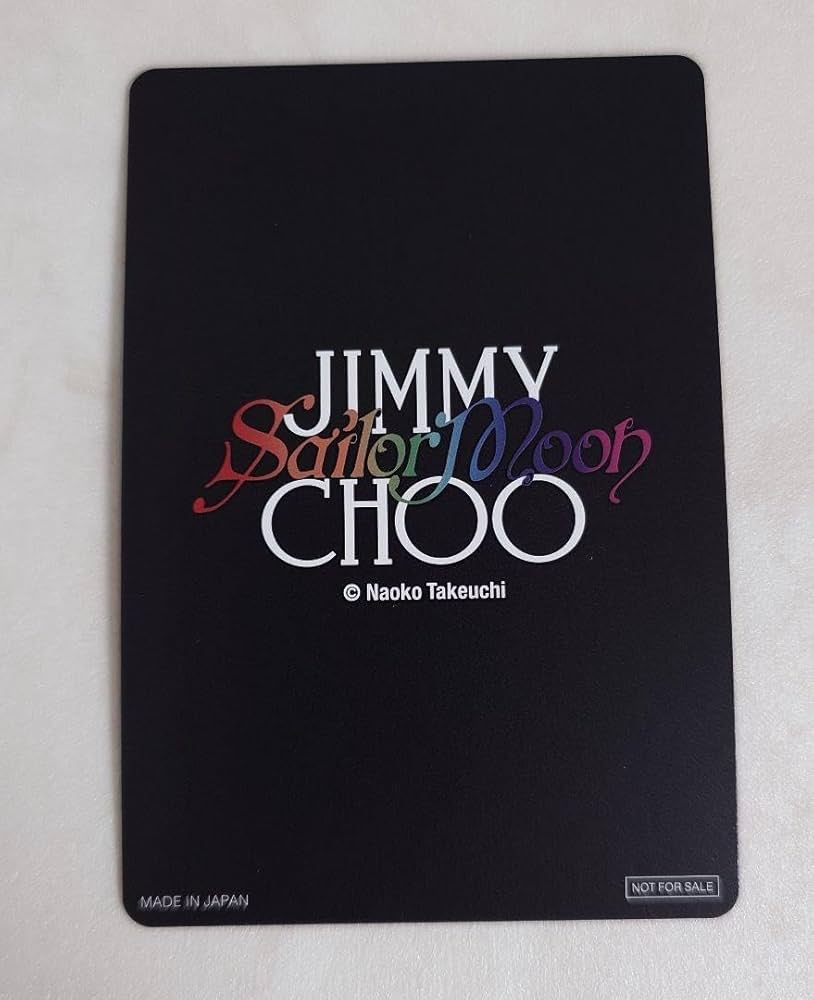 JIMMY
Sailor Moon
CHOO
© Naoko Takeuchi
MADE IN JAPAN
NOT FOR SALE